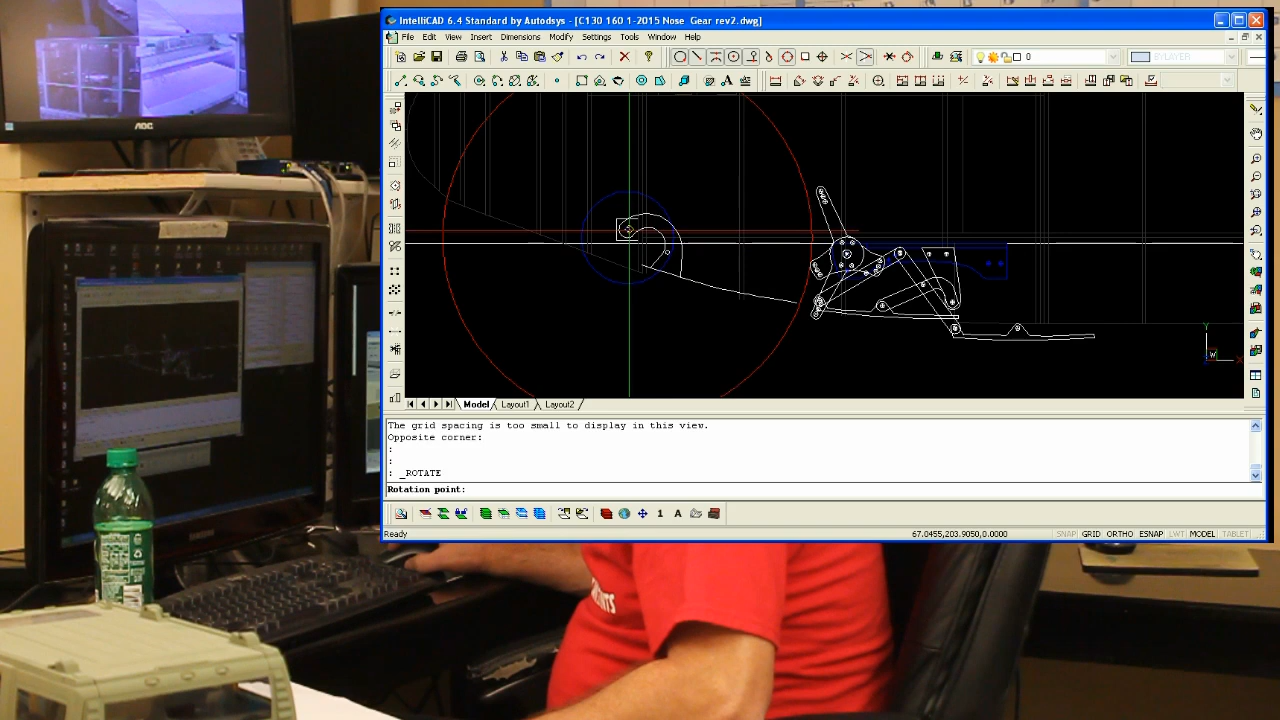 IntelliCAD 6.4 Standard by Autodsys - [C130 160 1-2015 Nose Gear rev2.dwg]
File Edit View Insert Dimensions Modify Settings Tools Window Help
0
BYLAYER
AOC
W
Model Layout1 Layout2
The grid spacing is too small to display in this view.
Opposite corner:
:
:
: _ROTATE
Rotation point:
1 A
Ready 67.0455,203.9050,0.0000 SNAP GRID ORTHO ESNAP LWT MODEL TABLET
SAMSUNG